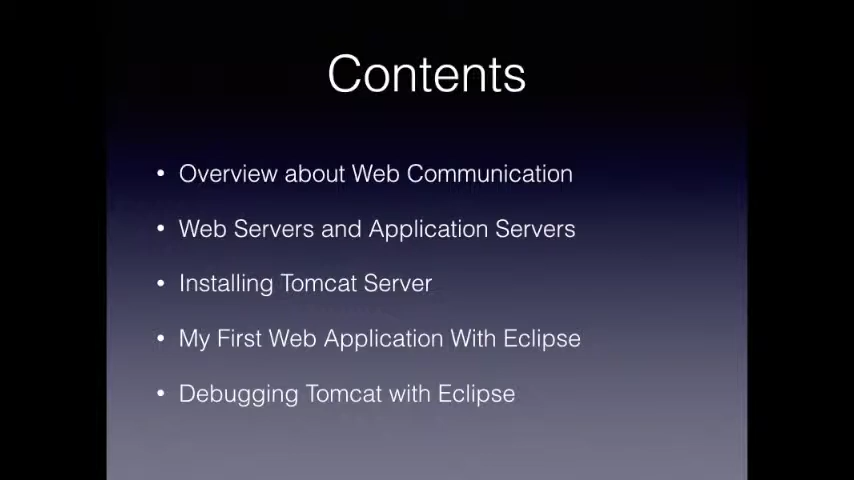 Contents
• Overview about Web Communication
• Web Servers and Application Servers
• Installing Tomcat Server
• My First Web Application With Eclipse
• Debugging Tomcat with Eclipse